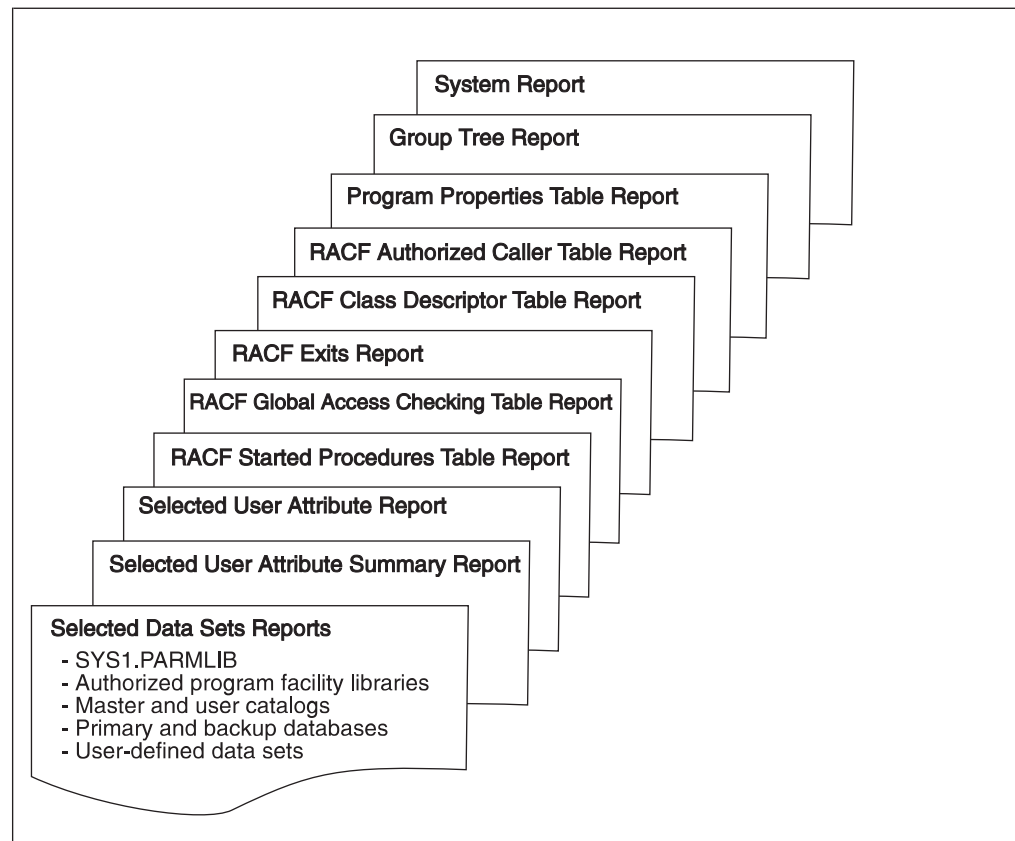 System Report
Group Tree Report
Program Properties Table Report
RACF Authorized Caller Table Report
RACF Class Descriptor Table Report
RACF Exits Report
RACF Global Access Checking Table Report
RACF Started Procedures Table Report
Selected User Attribute Report
Selected User Attribute Summary Report
Selected Data Sets Reports
- SYS1.PARMLIB
- Authorized program facility libraries
- Master and user catalogs
- Primary and backup databases
- User-defined data sets